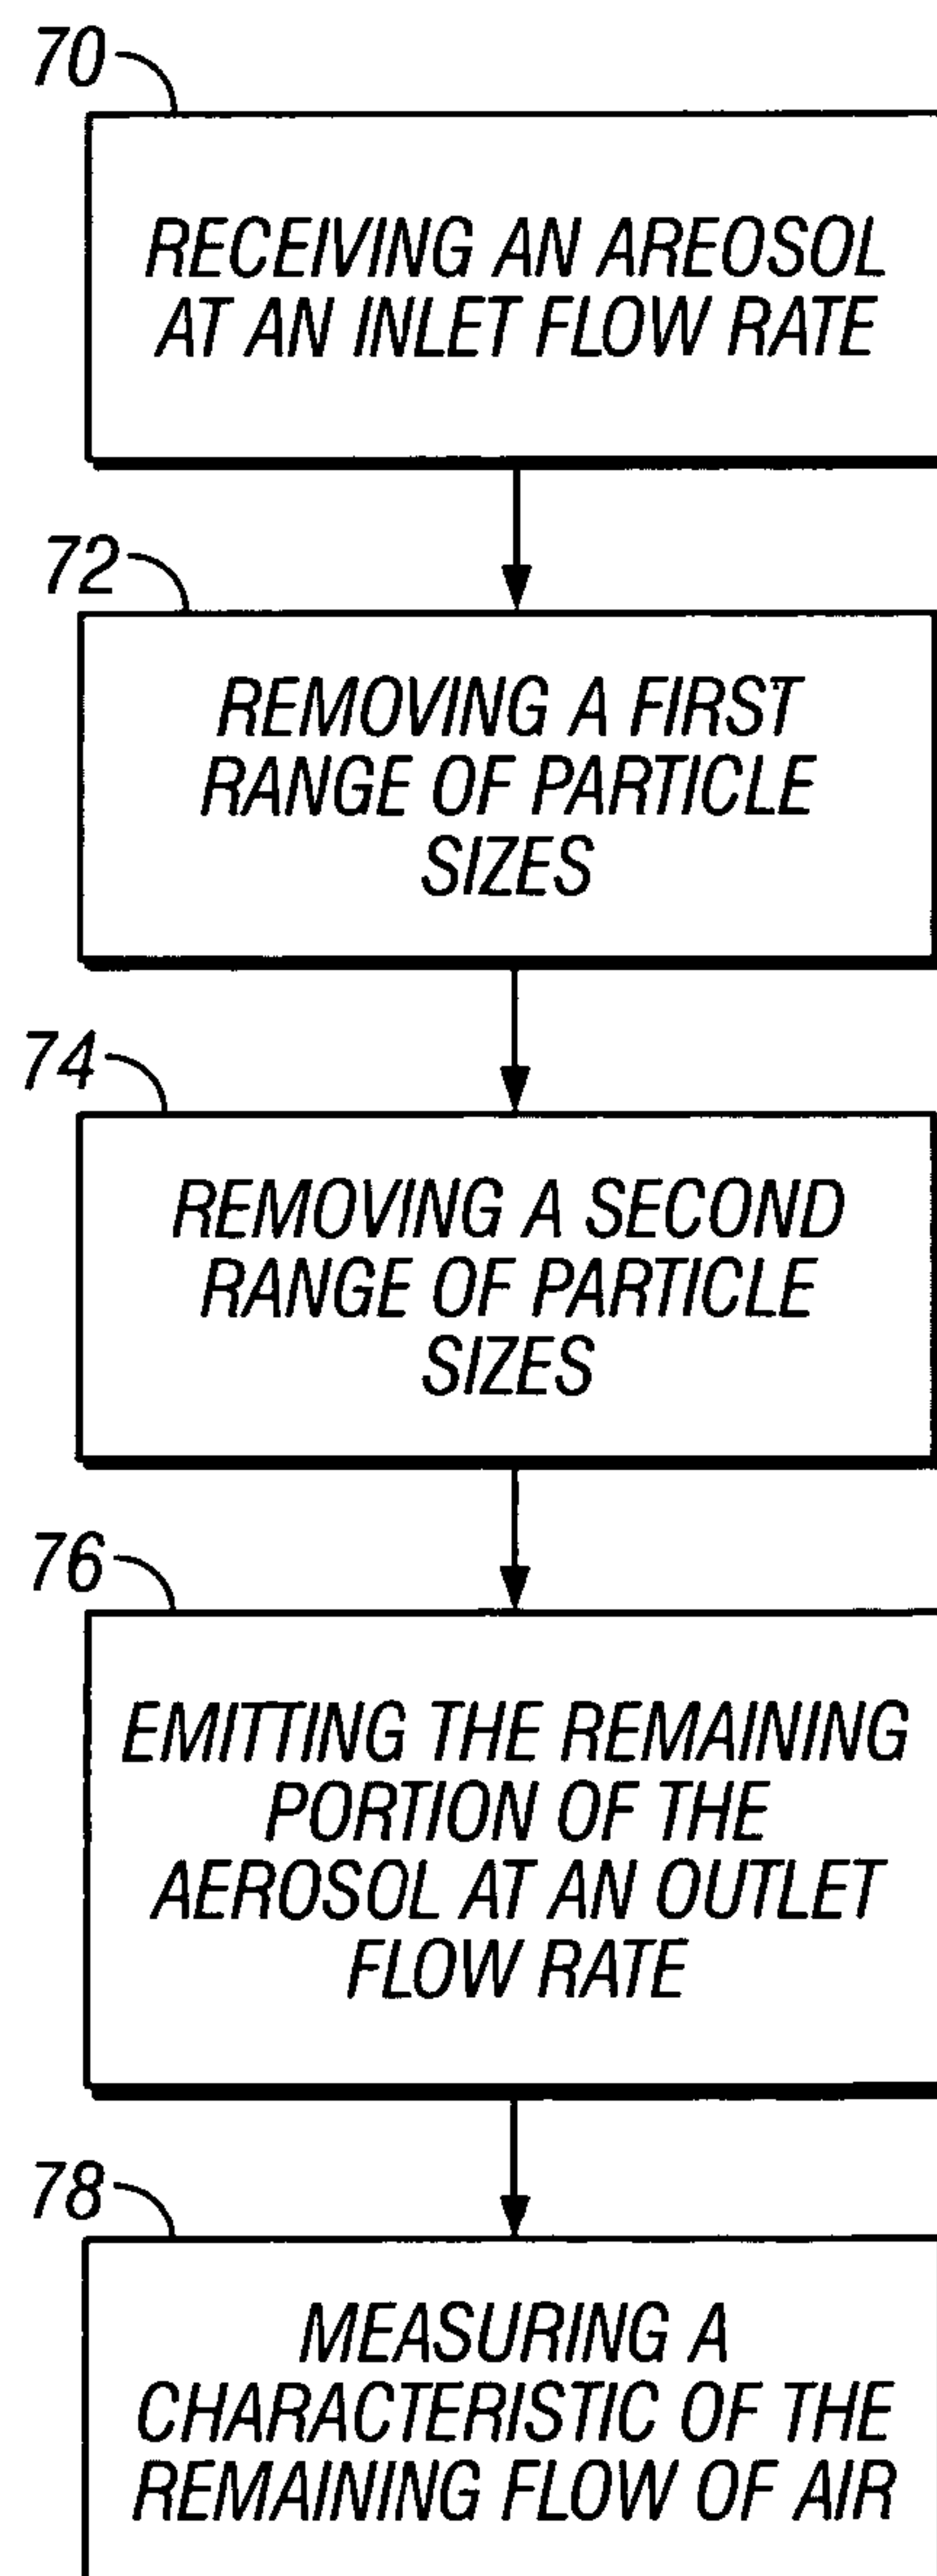 70
RECEIVING AN AREOSOL
AT AN INLET FLOW RATE
72
REMOVING A FIRST
RANGE OF PARTICLE
SIZES
74
REMOVING A SECOND
RANGE OF PARTICLE
SIZES
76
EMITTING THE REMAINING
PORTION OF THE
AEROSOL AT AN OUTLET
FLOW RATE
78
MEASURING A
CHARACTERISTIC OF THE
REMAINING FLOW OF AIR